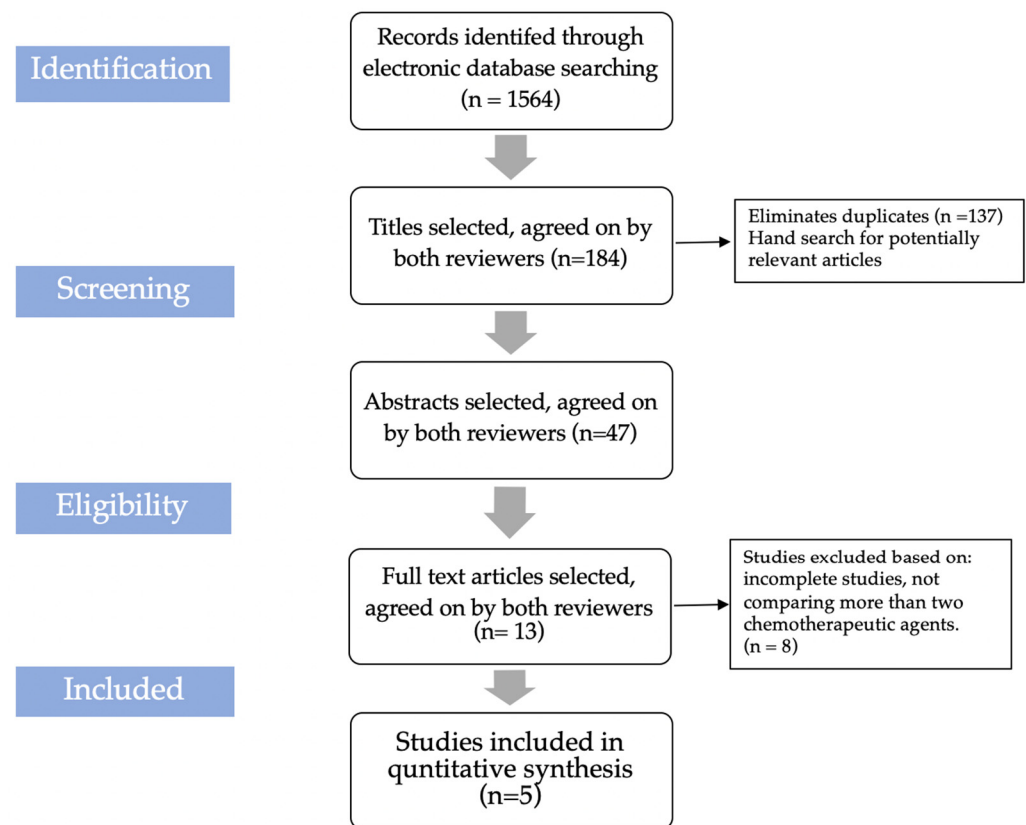 Identification
Records identifed through
electronic database searching
(n = 1564)
Titles selected, agreed on by
both reviewers (n=184)
Eliminates duplicates (n =137)
Hand search for potentially
relevant articles
Screening
Abstracts selected, agreed on
by both reviewers (n=47)
Eligibility
Full text articles selected,
agreed on by both reviewers
(n= 13)
Studies excluded based on:
incomplete studies, not
comparing more than two
chemotherapeutic agents.
(n = 8)
Included
Studies included in
quntitative synthesis
(n=5)